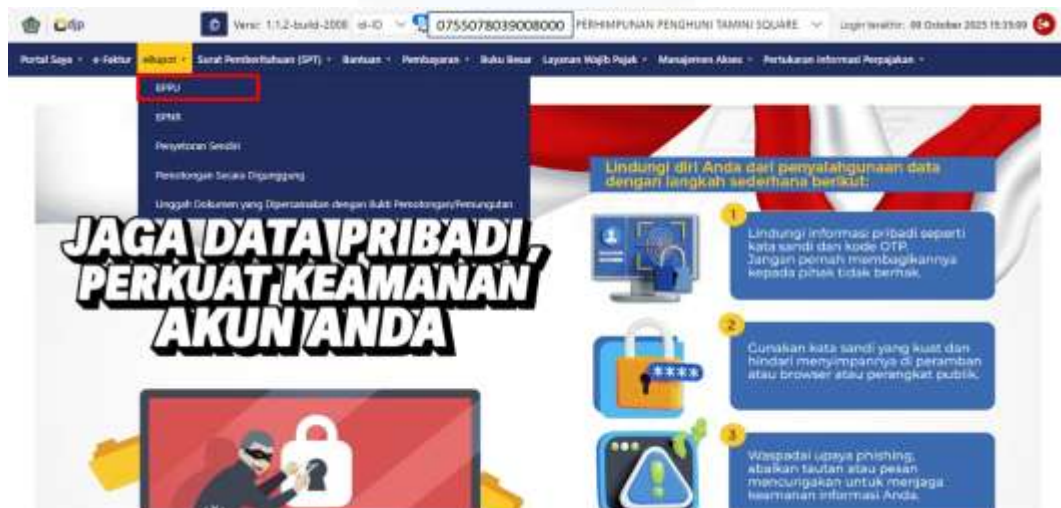 djp
Versi: 1.1.2-build-2008 id-ID 0755078039008000 PERHIMPUNAN PENGHUNI TAMINI SQUARE Login terakhir: 08 October 2025 15:35:09
Portal Saya e-Faktur eBupot Surat Pemberitahuan (SPT) Bantuan Pembayaran Buku Besar Layanan Wajib Pajak Manajemen Akses Pertukaran Informasi Perpajakan
BPPU
BPNR
Penyetoran Sendiri
Pemotongan Secara Digunggung
Unggah Dokumen yang Dipersamakan dengan Bukti Pemotongan/Pemungutan
JAGA DATA PRIBADI,
PERKUAT KEAMANAN
AKUN ANDA
Lindungi diri Anda dari penyalahgunaan data
dengan langkah sederhana berikut:
1
Lindungi informasi pribadi seperti
kata sandi dan kode OTP.
Jangan pernah membagikannya
kepada pihak tidak berhak.
2
Gunakan kata sandi yang kuat dan
hindari menyimpannya di peramban
atau browser atau perangkat publik.
****
3
Waspadai upaya phishing,
abaikan tautan atau pesan
mencurigakan untuk menjaga
keamanan informasi Anda.